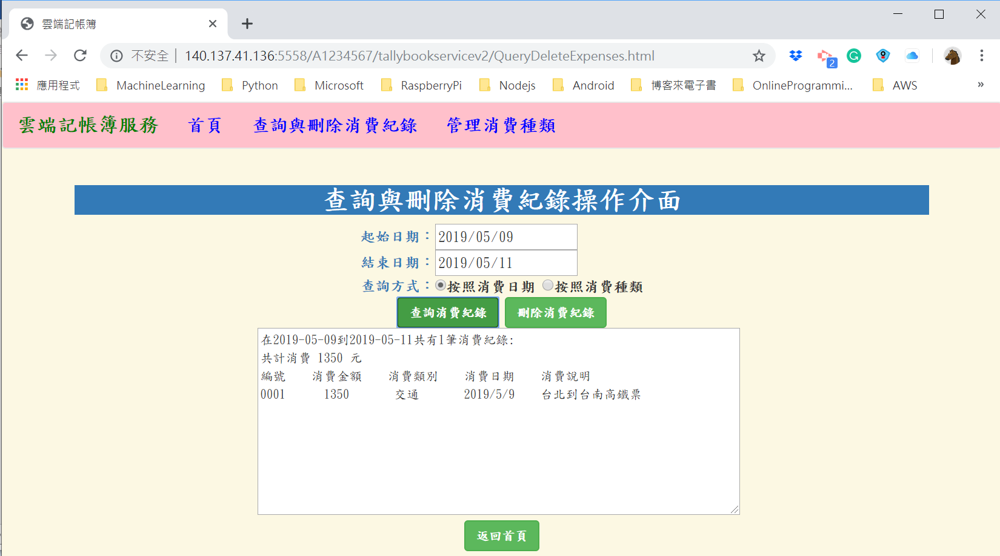 雲端記帳簿
不安全 140.137.41.136:5558/A1234567/tallybookservicev2/QueryDeleteExpenses.html
2
應用程式 MachineLearning Python Microsoft RaspberryPi Nodejs Android 博客來電子書 OnlineProgrammi... AWS »
雲端記帳簿服務 首頁 查詢與刪除消費紀錄 管理消費種類
查詢與刪除消費紀錄操作介面
起始日期：2019/05/09
結束日期：2019/05/11
查詢方式：按照消費日期 按照消費種類
查詢消費紀錄 刪除消費紀錄
在2019-05-09到2019-05-11共有1筆消費紀錄:
共計消費 1350 元
編號 消費金額 消費類別 消費日期 消費說明
0001 1350 交通 2019/5/9 台北到台南高鐵票
返回首頁